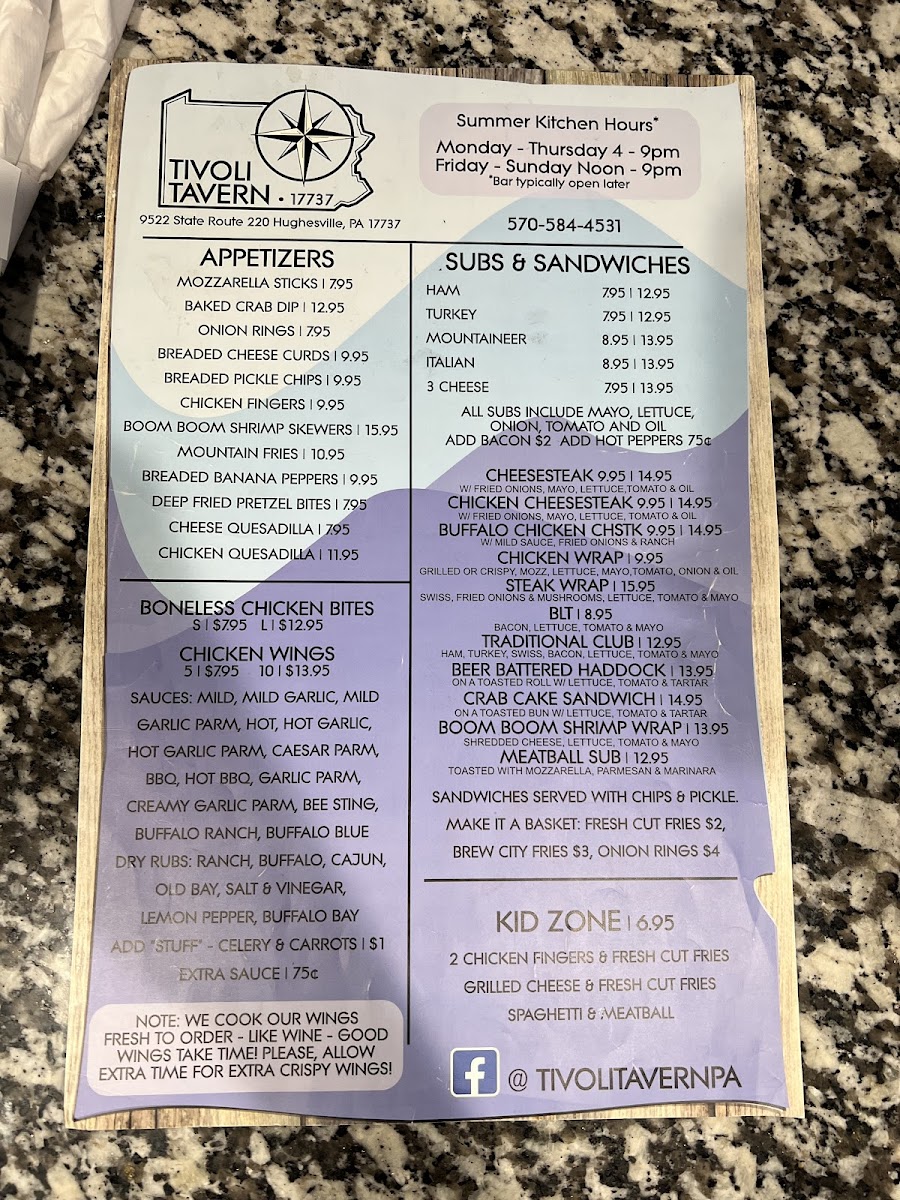 TIVOLI
TAVERN • 17737
9522 State Route 220 Hughesville, PA 17737
Summer Kitchen Hours*
Monday - Thursday 4 - 9pm
Friday - Sunday Noon - 9pm
*Bar typically open later
570-584-4531
APPETIZERS
MOZZARELLA STICKS | 7.95
BAKED CRAB DIP | 12.95
ONION RINGS | 7.95
BREADED CHEESE CURDS | 9.95
BREADED PICKLE CHIPS | 9.95
CHICKEN FINGERS | 9.95
BOOM BOOM SHRIMP SKEWERS | 15.95
MOUNTAIN FRIES | 10.95
BREADED BANANA PEPPERS | 9.95
DEEP FRIED PRETZEL BITES | 7.95
CHEESE QUESADILLA | 7.95
CHICKEN QUESADILLA | 11.95
BONELESS CHICKEN BITES
S | $7.95 L | $12.95
CHICKEN WINGS
5 | $7.95 10 | $13.95
SAUCES: MILD, MILD GARLIC, MILD
GARLIC PARM, HOT, HOT GARLIC,
HOT GARLIC PARM, CAESAR PARM,
BBQ, HOT BBQ, GARLIC PARM,
CREAMY GARLIC PARM, BEE STING,
BUFFALO RANCH, BUFFALO BLUE
DRY RUBS: RANCH, BUFFALO, CAJUN,
OLD BAY, SALT & VINEGAR,
LEMON PEPPER, BUFFALO BAY
ADD "STUFF" - CELERY & CARROTS | $1
EXTRA SAUCE | 75¢
NOTE: WE COOK OUR WINGS
FRESH TO ORDER - LIKE WINE - GOOD
WINGS TAKE TIME! PLEASE, ALLOW
EXTRA TIME FOR EXTRA CRISPY WINGS!
SUBS & SANDWICHES
HAM 7.95 | 12.95
TURKEY 7.95 | 12.95
MOUNTAINEER 8.95 | 13.95
ITALIAN 8.95 | 13.95
3 CHEESE 7.95 | 13.95
ALL SUBS INCLUDE MAYO, LETTUCE,
ONION, TOMATO AND OIL
ADD BACON $2 ADD HOT PEPPERS 75¢
CHEESESTEAK 9.95 | 14.95
W/ FRIED ONIONS, MAYO, LETTUCE,TOMATO & OIL
CHICKEN CHEESESTEAK 9.95 | 14.95
W/ FRIED ONIONS, MAYO, LETTUCE, TOMATO & OIL
BUFFALO CHICKEN CHSTK 9.95 | 14.95
W/ MILD SAUCE, FRIED ONIONS & RANCH
CHICKEN WRAP | 9.95
GRILLED OR CRISPY, MOZZ, LETTUCE, MAYO,TOMATO, ONION & OIL
STEAK WRAP | 15.95
SWISS, FRIED ONIONS & MUSHROOMS, LETTUCE, TOMATO & MAYO
BLT | 8.95
BACON, LETTUCE, TOMATO & MAYO
TRADITIONAL CLUB | 12.95
HAM, TURKEY, SWISS, BACON, LETTUCE, TOMATO & MAYO
BEER BATTERED HADDOCK | 13.95
ON A TOASTED ROLL W/ LETTUCE, TOMATO & TARTAR
CRAB CAKE SANDWICH | 14.95
ON A TOASTED BUN W/ LETTUCE, TOMATO & TARTAR
BOOM BOOM SHRIMP WRAP | 13.95
SHREDDED CHEESE, LETTUCE, TOMATO & MAYO
MEATBALL SUB | 12.95
TOASTED WITH MOZZARELLA, PARMESAN & MARINARA
SANDWICHES SERVED WITH CHIPS & PICKLE.
MAKE IT A BASKET: FRESH CUT FRIES $2,
BREW CITY FRIES $3, ONION RINGS $4
KID ZONE | 6.95
2 CHICKEN FINGERS & FRESH CUT FRIES
GRILLED CHEESE & FRESH CUT FRIES
SPAGHETTI & MEATBALL
f @ TIVOLITAVERNPA